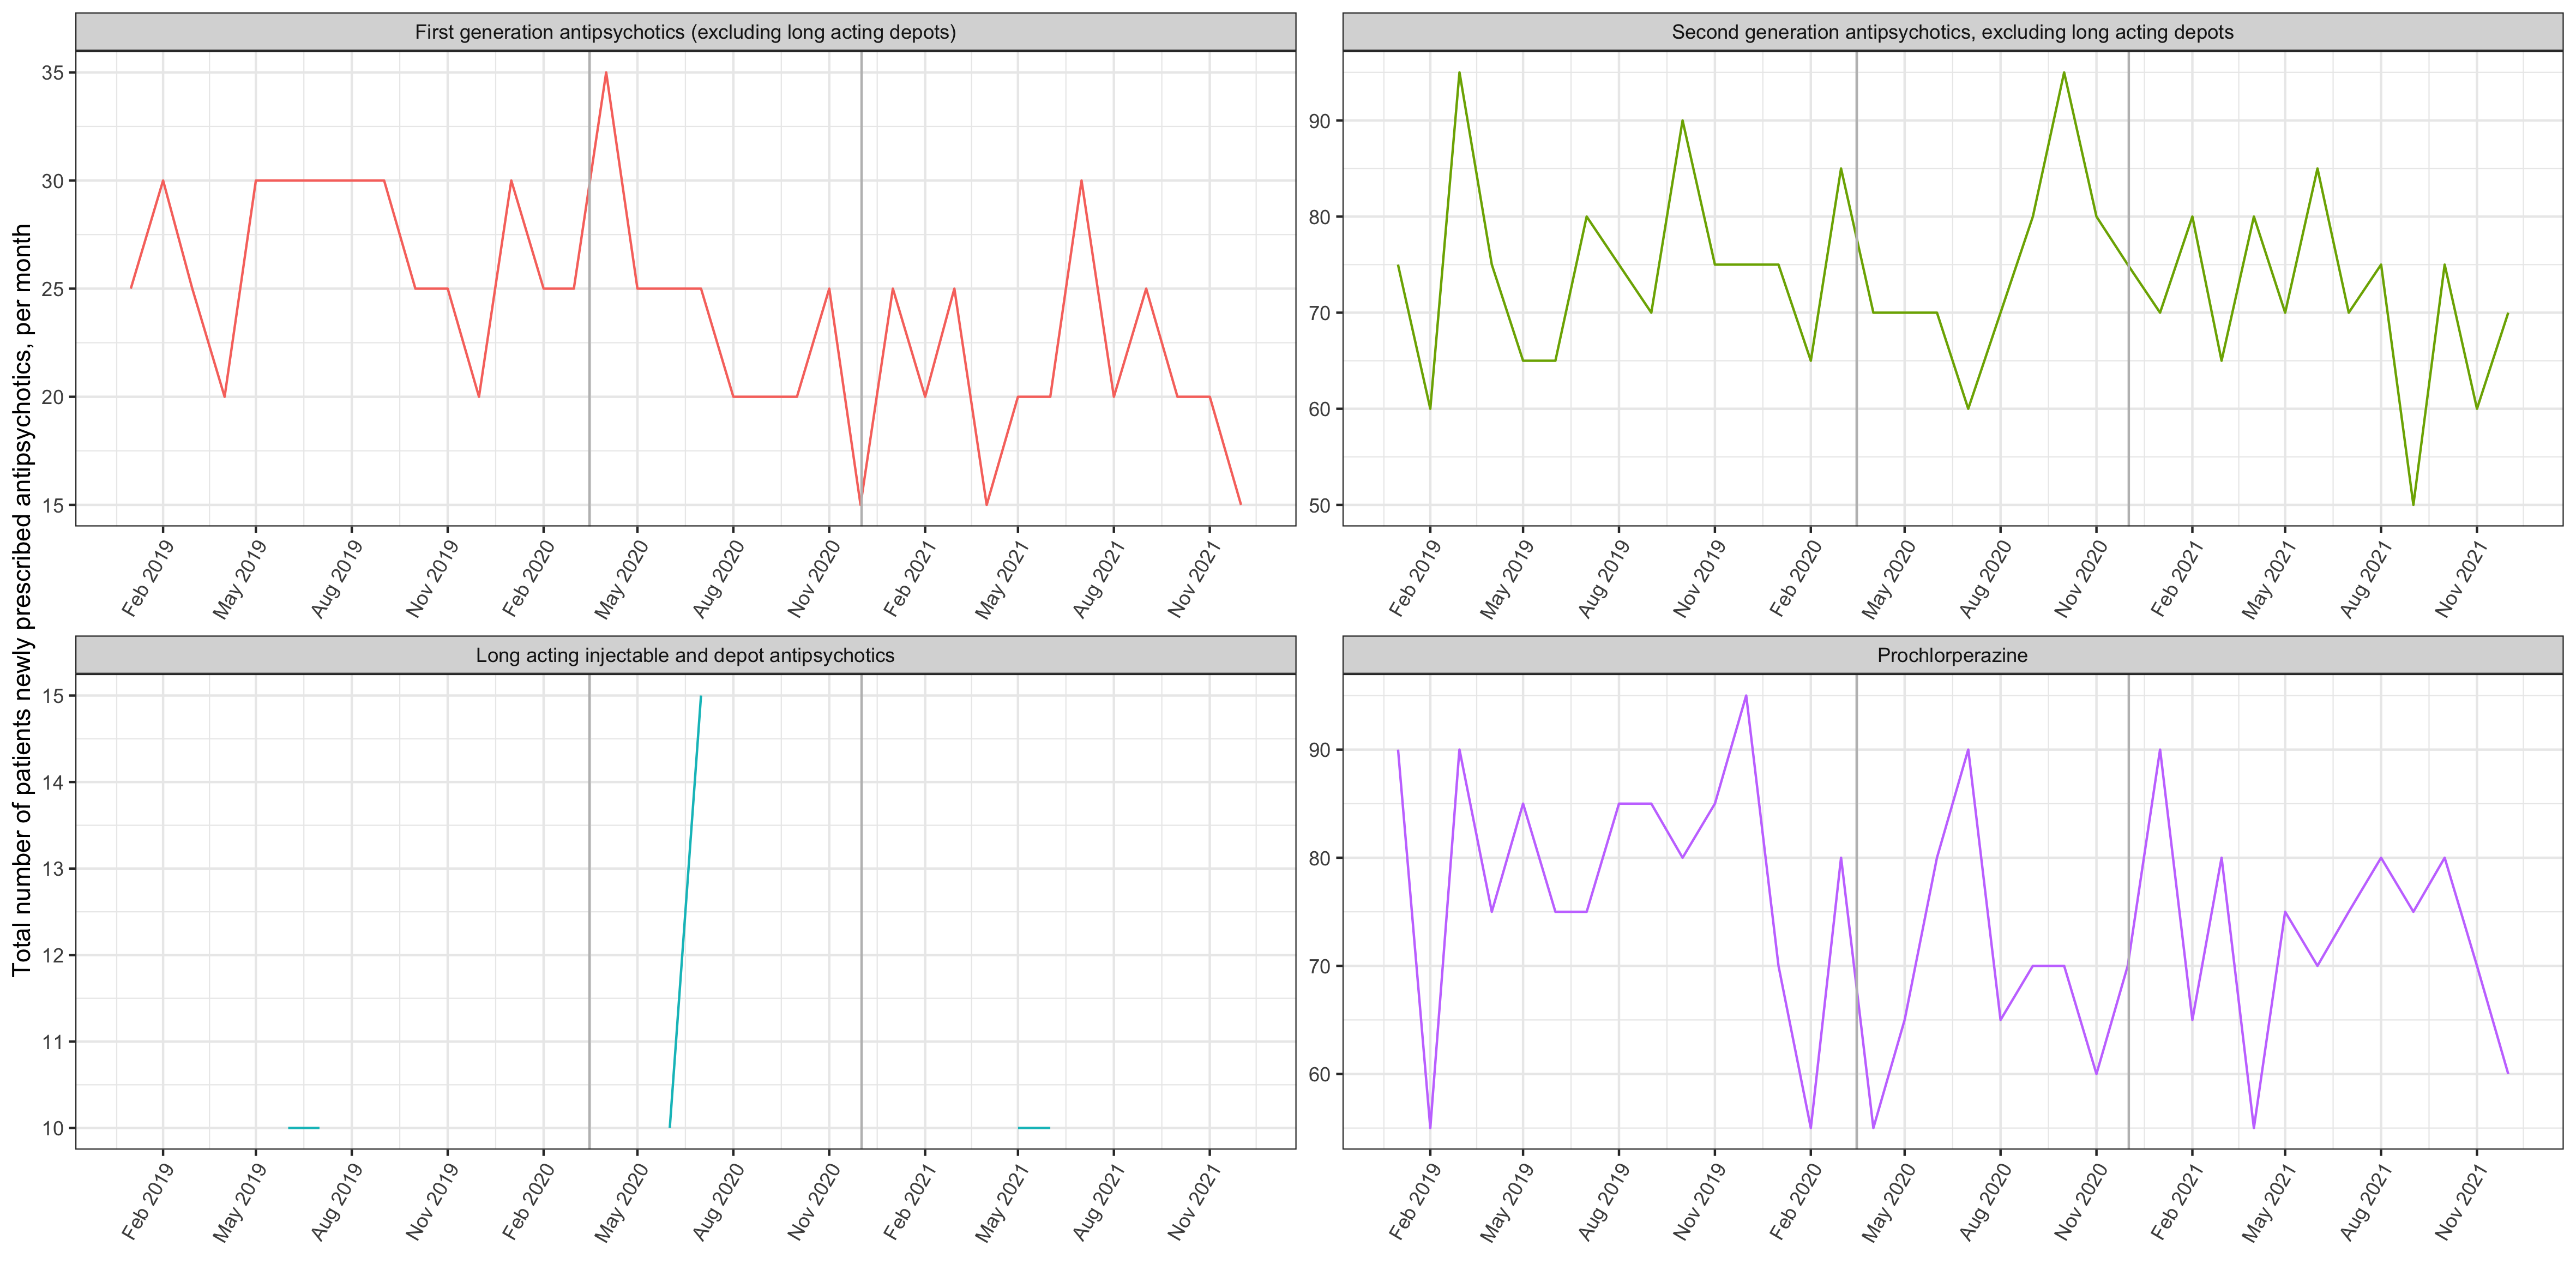 Total number of patients newly prescribed antipsychotics, per month
First generation antipsychotics (excluding long acting depots)
35
30
25
20
15
Feb 2019
May 2019
Aug 2019
Nov 2019
Feb 2020
May 2020
Aug 2020
Nov 2020
Feb 2021
May 2021
Aug 2021
Nov 2021
Second generation antipsychotics, excluding long acting depots
90
80
70
60
50
Feb 2019
May 2019
Aug 2019
Nov 2019
Feb 2020
May 2020
Aug 2020
Nov 2020
Feb 2021
May 2021
Aug 2021
Nov 2021
Long acting injectable and depot antipsychotics
15
14
13
12
11
10
Feb 2019
May 2019
Aug 2019
Nov 2019
Feb 2020
May 2020
Aug 2020
Nov 2020
Feb 2021
May 2021
Aug 2021
Nov 2021
Prochlorperazine
90
80
70
60
Feb 2019
May 2019
Aug 2019
Nov 2019
Feb 2020
May 2020
Aug 2020
Nov 2020
Feb 2021
May 2021
Aug 2021
Nov 2021